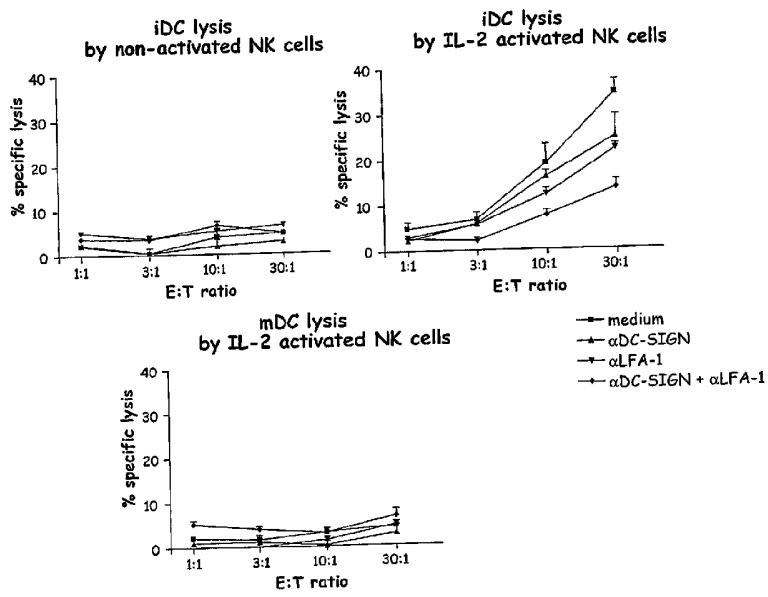 iDC lysis
by non-activated NK cells
40
30
20
10
0
% specific lysis
1:1 3:1 10:1 30:1
E:T ratio
iDC lysis
by IL-2 activated NK cells
40
30
20
10
0
% specific lysis
1:1 3:1 10:1 30:1
E:T ratio
mDC lysis
by IL-2 activated NK cells
40
30
20
10
0
% specific lysis
1:1 3:1 10:1 30:1
E:T ratio
medium
αDC-SIGN
αLFA-1
αDC-SIGN + αLFA-1